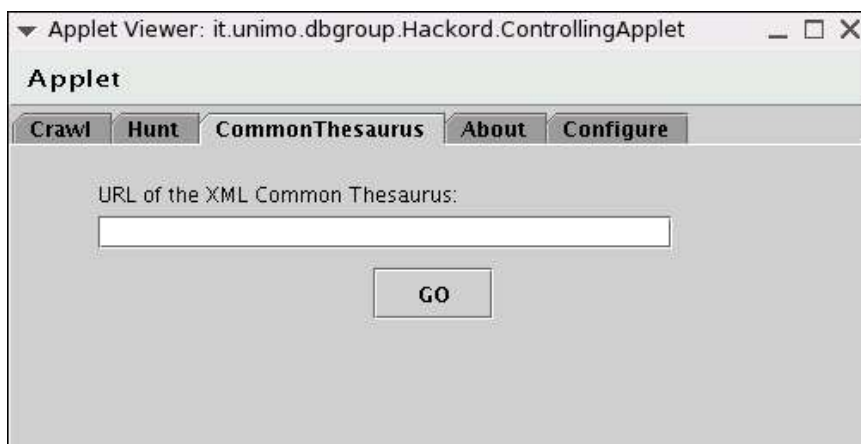 Applet Viewer: it.unimo.dbgroup.Hackord.ControllingApplet
Applet
Crawl Hunt CommonThesaurus About Configure
URL of the XML Common Thesaurus:
GO